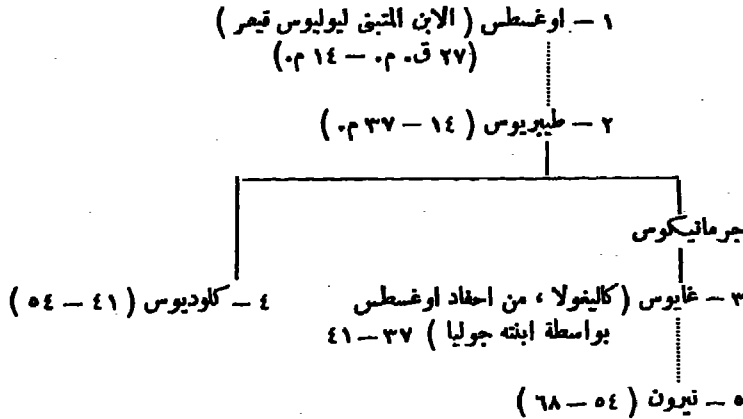 ١ — اوغسطس ( الابن المتبنى ليوليوس قيصر )
(٢٧ ق. م. — ١٤ م.)
٢ — طيبريوس ( ١٤ — ٣٧ م. )
جرمانيكوس
٣ — غايوس ( كاليغولا ، من احفاد اوغسطس
بواسطة ابنته جوليا ) ٣٧ — ٤١
٤ — كلوديوس ( ٤١ — ٥٤ )
٥ — نيرون ( ٥٤ — ٦٨ )